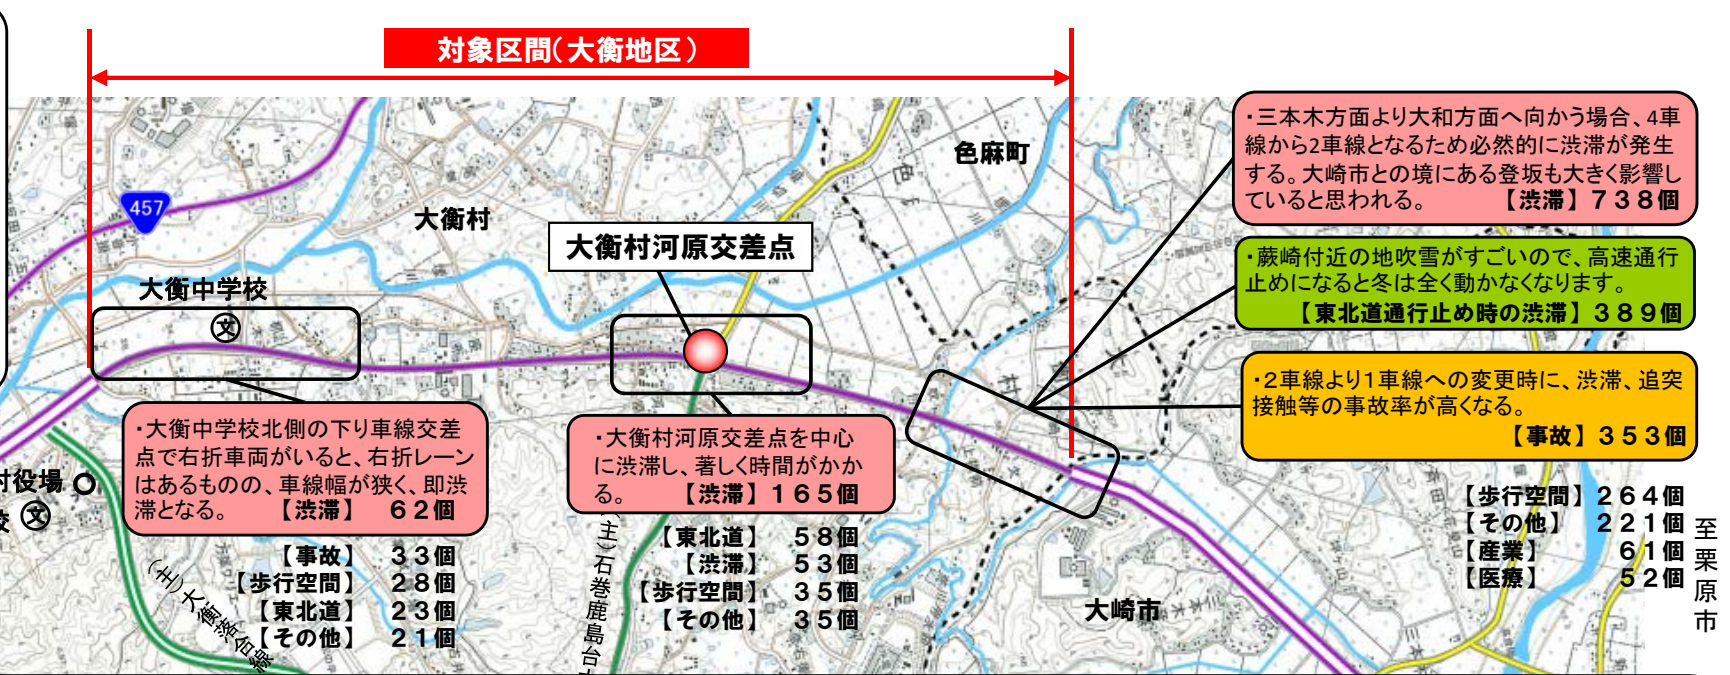 対象区間(大衡地区)
457
大衡村
色麻町
大衡村河原交差点
大衡中学校
文
・三本木方面より大和方面へ向かう場合、4車
線から2車線となるため必然的に渋滞が発生
する。大崎市との境にある登坂も大きく影響し
ていると思われる。 【渋滞】738個
・蕨崎付近の地吹雪がすごいので、高速通行
止めになると冬は全く動かなくなります。
【東北道通行止め時の渋滞】389個
・2車線より1車線への変更時に、渋滞、追突
接触等の事故率が高くなる。
【事故】353個
【歩行空間】264個
【その他】221個
【産業】61個
【医療】52個
至栗原市
・大衡中学校北側の下り車線交差
点で右折車両がいると、右折レーン
はあるものの、車線幅が狭く、即渋
滞となる。 【渋滞】 62個
【事故】 33個
【歩行空間】 28個
【東北道】 23個
【その他】 21個
・大衡村河原交差点を中心
に渋滞し、著しく時間がかか
る。 【渋滞】165個
【東北道】 58個
【渋滞】 53個
【歩行空間】 35個
【その他】 35個
村役場
校 文
(主)大衡落合線
主)石巻鹿島台
大崎市